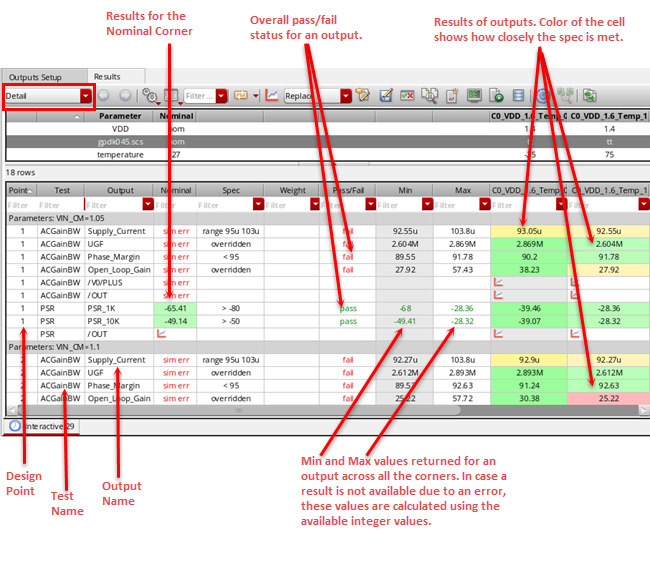 Results for the
Nominal Corner
Overall pass/fail
status for an output.
Results of outputs. Color of the cell
shows how closely the spec is met.
Outputs Setup Results
Detail Filter ... Replace
Parameter Nominal C0_VDD_1.6_Temp_0 C0_VDD_1.6_Temp_1
VDD nom 1.4 1.4
gpdk045.scs nom tt tt
temperature 27 75
18 rows
Point Test Output Nominal Spec Weight Pass/Fail Min Max C0_VDD_1.6_Temp_0 C0_VDD_1.6_Temp_1
Filter Filter Filter Filter Filter Filter Filter Filter Filter Filter Filter
Parameters: VIN_CM=1.05
1 ACGainBW Supply_Current sim err range 95u 103u fail 92.55u 103.8u 93.05u 92.55u
1 ACGainBW UGF sim err overridden 2.604M 2.869M 2.869M 2.604M
1 ACGainBW Phase_Margin sim err < 95 fail 89.55 91.78 90.2 91.78
1 ACGainBW Open_Loop_Gain sim err overridden fail 27.92 57.43 38.23 27.92
1 ACGainBW /V0/PLUS sim err
1 ACGainBW /OUT sim err
1 PSR PSR_1K -65.41 > -80 pass -68 -28.36 -39.46 -28.36
1 PSR PSR_10K -49.14 > -50 pass -49.41 -28.32 -39.07 -28.32
1 PSR /OUT
Parameters: VIN_CM=1.1
2 ACGainBW Supply_Current sim err range 95u 103u fail 92.27u 103.8u 92.9u 92.27u
2 ACGainBW UGF sim err overridden fail 2.612M 2.893M 2.893M 2.612M
2 ACGainBW Phase_Margin sim err < 95 fail 89.53 92.63 91.24 92.63
2 ACGainBW Open_Loop_Gain sim err overridden fail 25.22 57.72 30.38 25.22
Interactive.29
Design
Point
Test
Name
Output
Name
Min and Max values returned for an
output across all the corners. In case a
result is not available due to an error,
these values are calculated using the
available integer values.